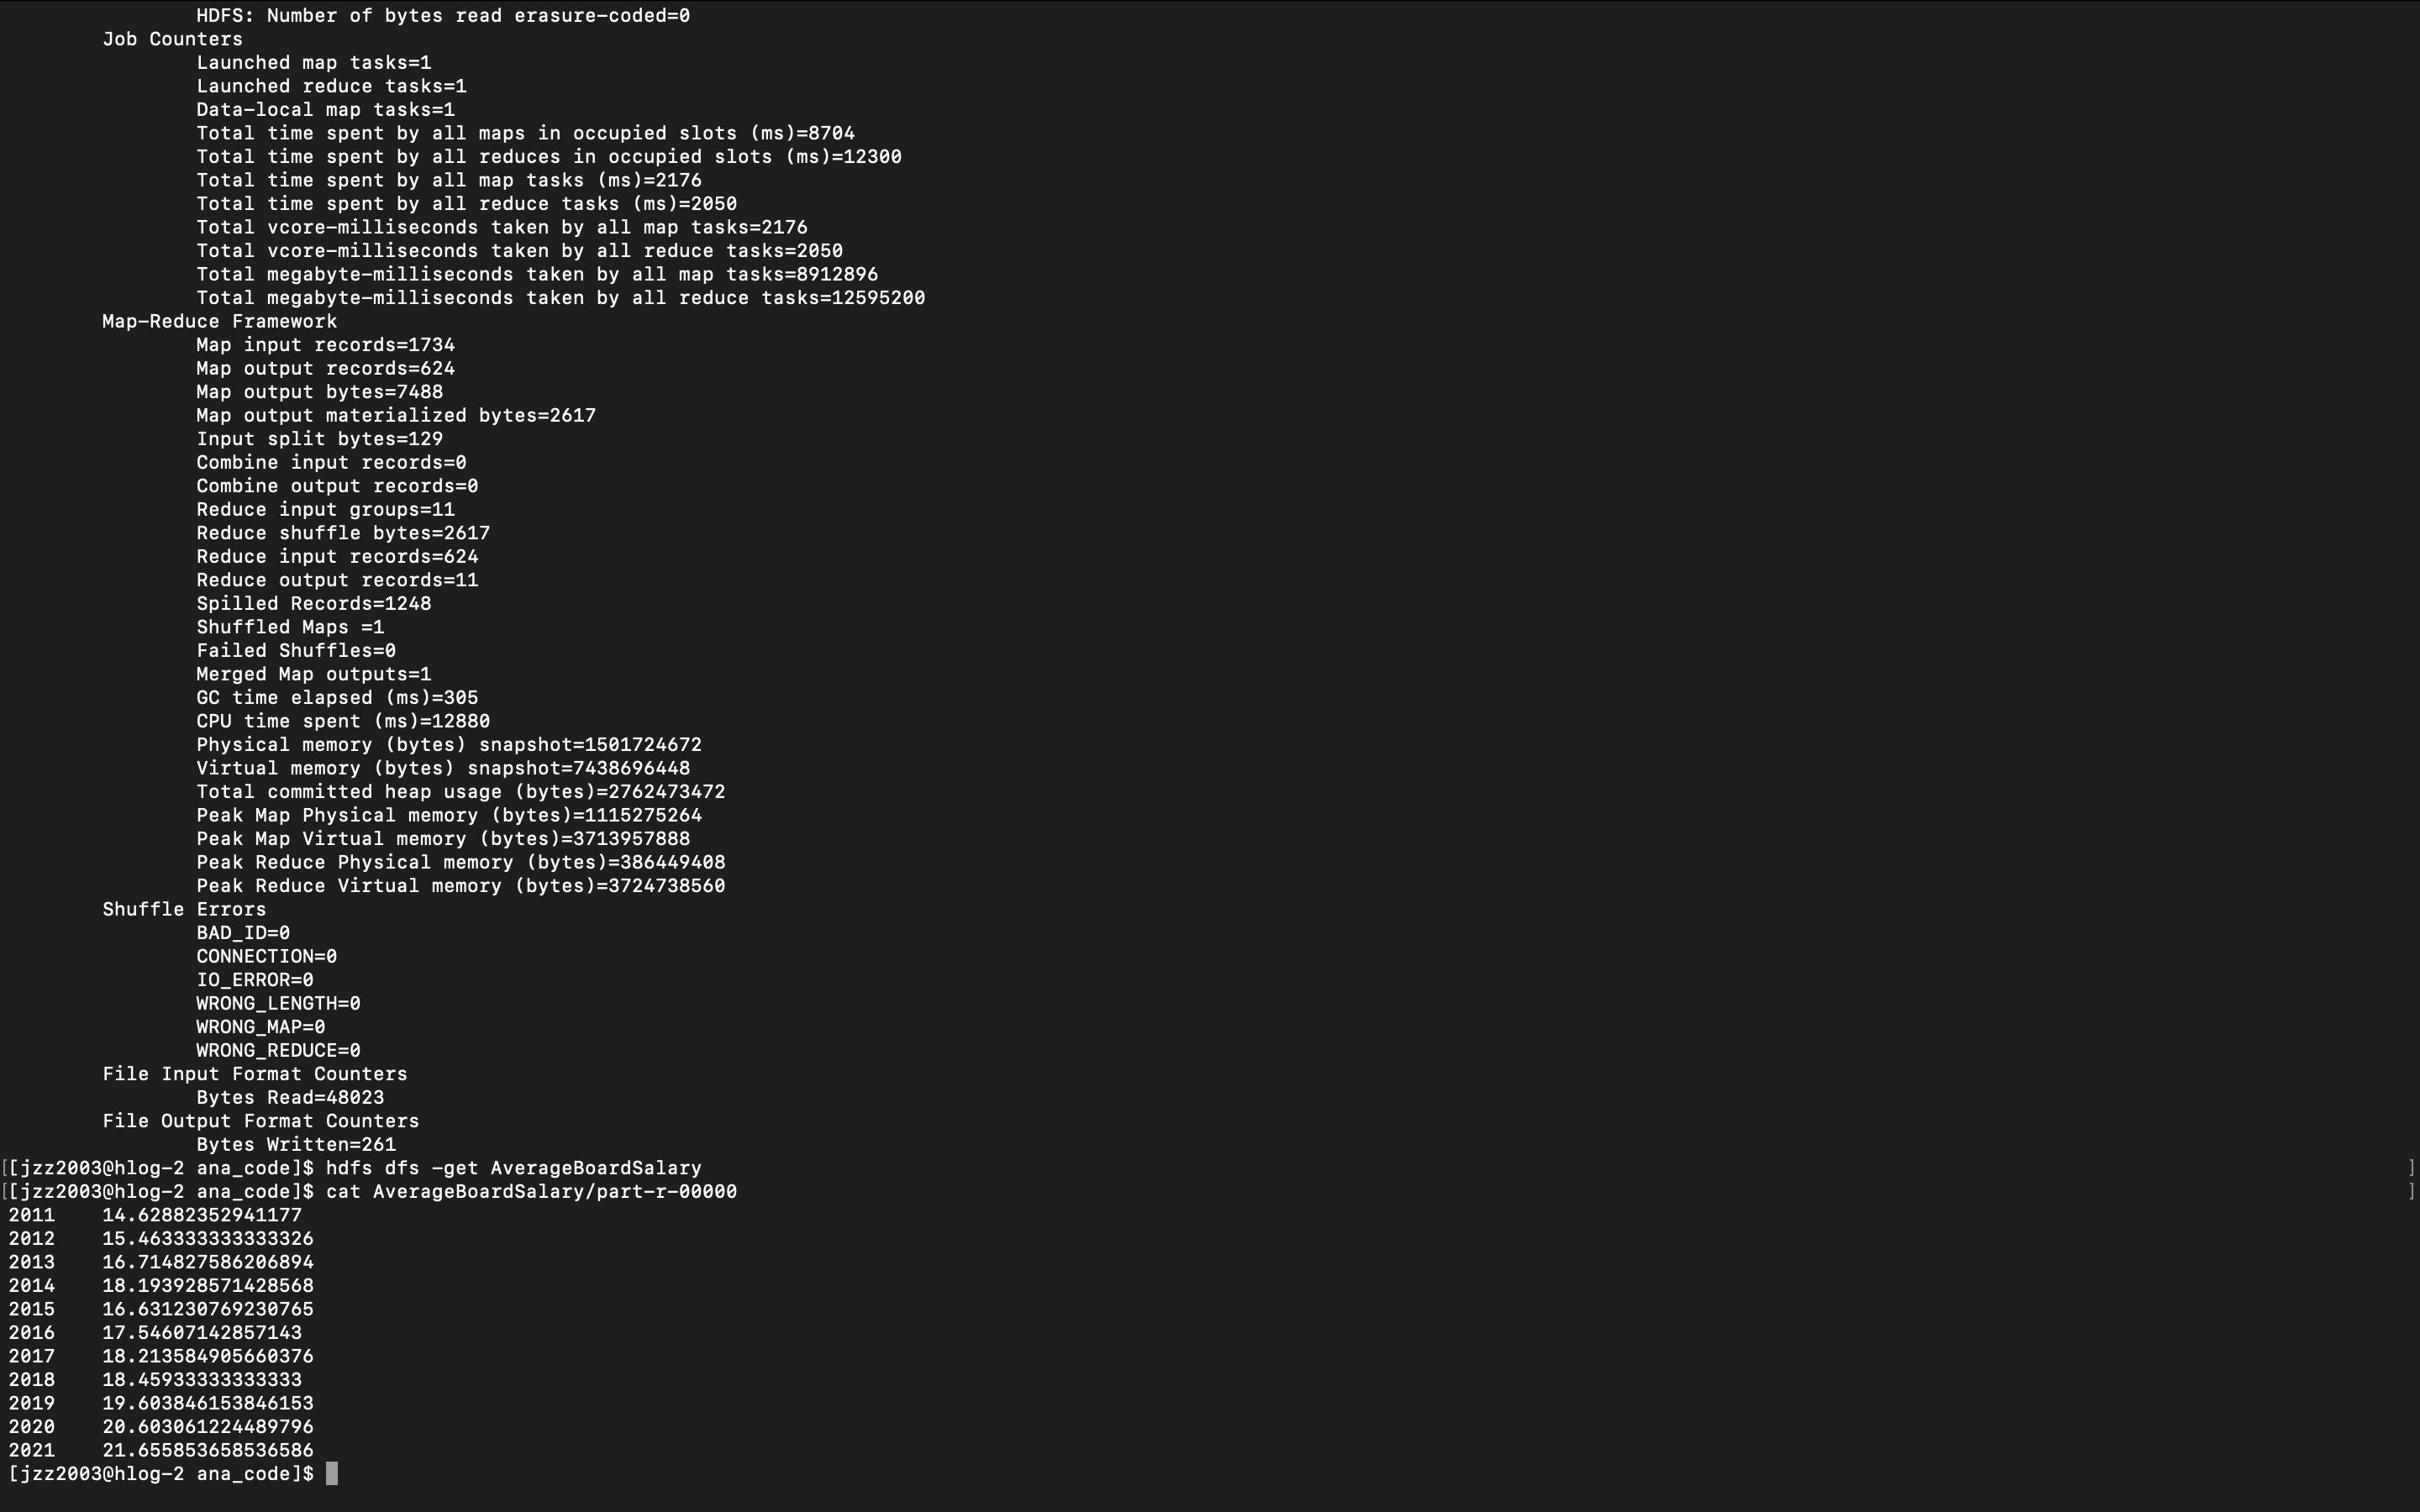 HDFS: Number of bytes read erasure-coded=0
Job Counters
Launched map tasks=1
Launched reduce tasks=1
Data-local map tasks=1
Total time spent by all maps in occupied slots (ms)=8704
Total time spent by all reduces in occupied slots (ms)=12300
Total time spent by all map tasks (ms)=2176
Total time spent by all reduce tasks (ms)=2050
Total vcore-milliseconds taken by all map tasks=2176
Total vcore-milliseconds taken by all reduce tasks=2050
Total megabyte-milliseconds taken by all map tasks=8912896
Total megabyte-milliseconds taken by all reduce tasks=12595200
Map-Reduce Framework
Map input records=1734
Map output records=624
Map output bytes=7488
Map output materialized bytes=2617
Input split bytes=129
Combine input records=0
Combine output records=0
Reduce input groups=11
Reduce shuffle bytes=2617
Reduce input records=624
Reduce output records=11
Spilled Records=1248
Shuffled Maps =1
Failed Shuffles=0
Merged Map outputs=1
GC time elapsed (ms)=305
CPU time spent (ms)=12880
Physical memory (bytes) snapshot=1501724672
Virtual memory (bytes) snapshot=7438696448
Total committed heap usage (bytes)=2762473472
Peak Map Physical memory (bytes)=1115275264
Peak Map Virtual memory (bytes)=3713957888
Peak Reduce Physical memory (bytes)=386449408
Peak Reduce Virtual memory (bytes)=3724738560
Shuffle Errors
BAD_ID=0
CONNECTION=0
IO_ERROR=0
WRONG_LENGTH=0
WRONG_MAP=0
WRONG_REDUCE=0
File Input Format Counters
Bytes Read=48023
File Output Format Counters
Bytes Written=261
[[jzz2003@hlog-2 ana_code]$ hdfs dfs -get AverageBoardSalary ]
[[jzz2003@hlog-2 ana_code]$ cat AverageBoardSalary/part-r-00000 ]
2011 14.62882352941177
2012 15.463333333333326
2013 16.714827586206894
2014 18.193928571428568
2015 16.631230769230765
2016 17.54607142857143
2017 18.213584905660376
2018 18.45933333333333
2019 19.603846153846153
2020 20.603061224489796
2021 21.655853658536586
[jzz2003@hlog-2 ana_code]$